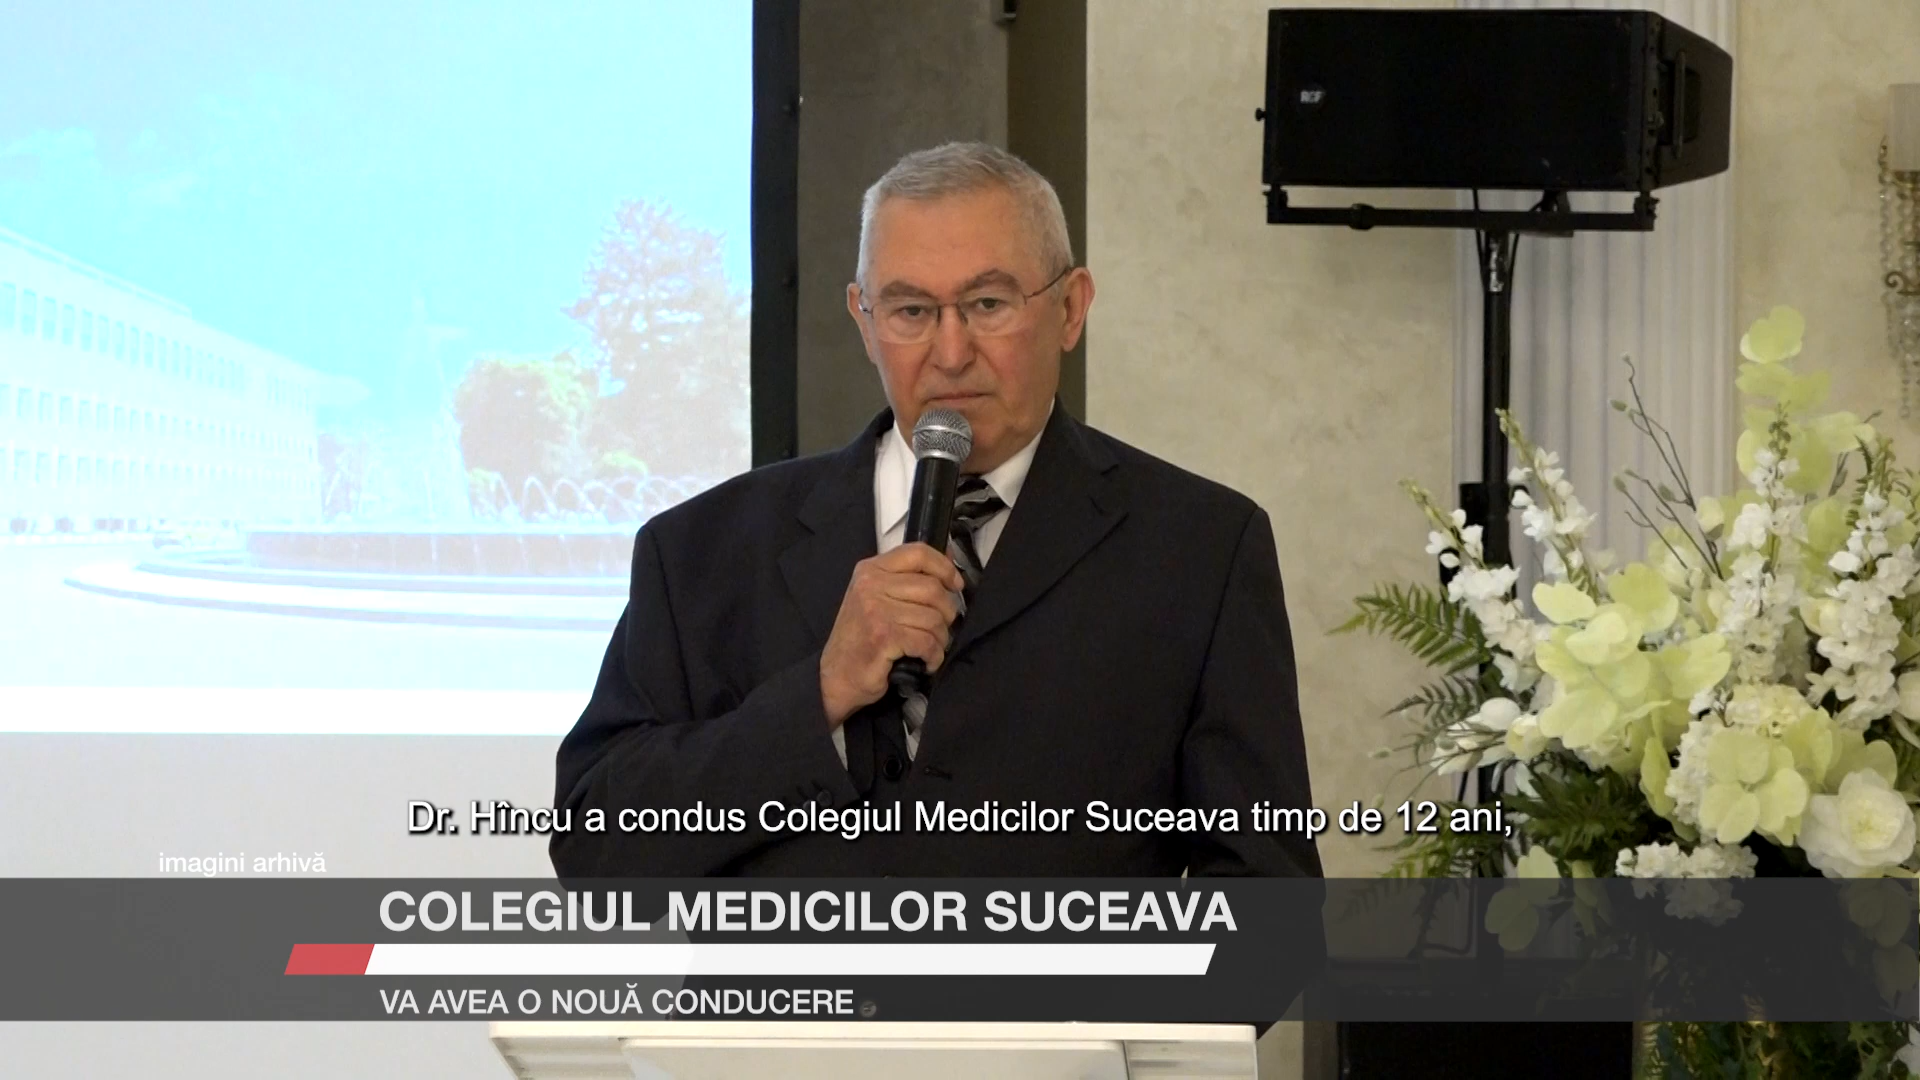 RCF
Dr. Hîncu a condus Colegiul Medicilor Suceava timp de 12 ani,
imagini arhivă
COLEGIUL MEDICILOR SUCEAVA
VA AVEA O NOUĂ CONDUCERE